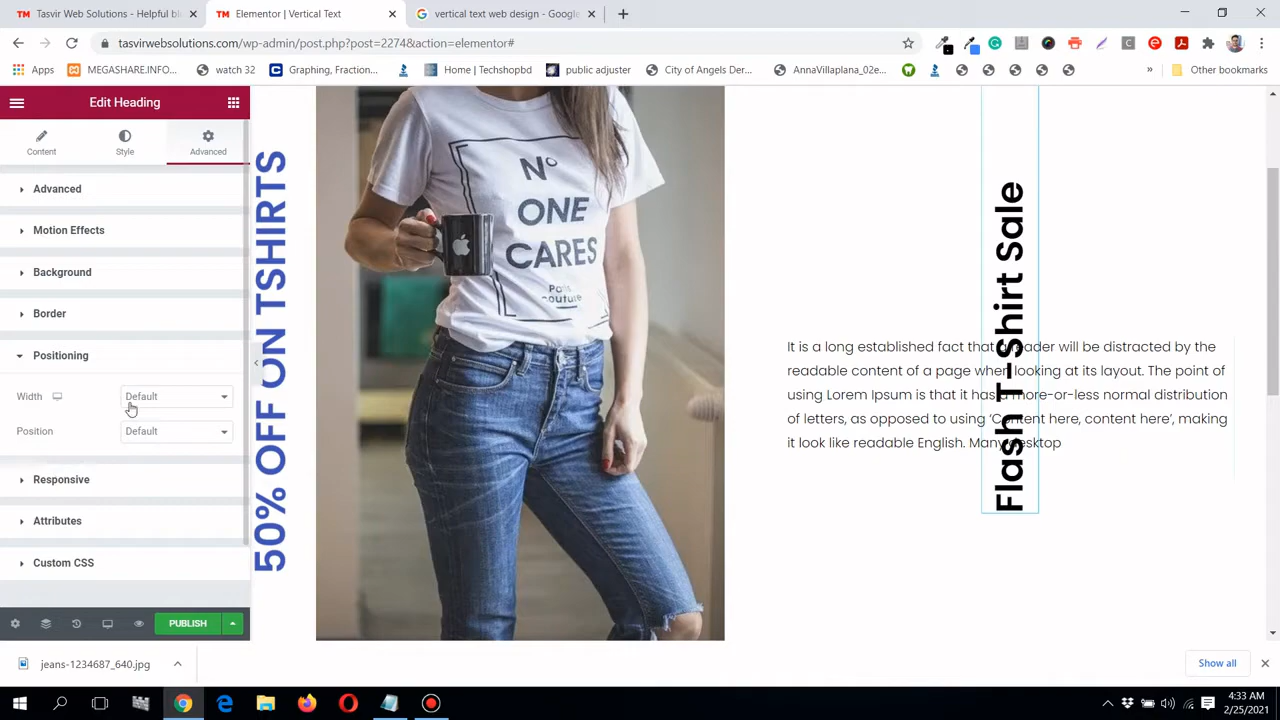 Tasvir Web Solutions - Helpful bl
Elementor | Vertical Text
vertical text web design - Google
tasvirwebsolutions.com/wp-admin/post.php?post=2274&action=elementor#
Apps
MEGASHARE.INFO...
watch 32
Graphing, Fraction...
Home | Techshopbd
public adjuster
City of Angels Der...
AnnaVillaplana_02e...
Other bookmarks
Edit Heading
Content
Style
Advanced
Advanced
Motion Effects
Background
Border
Positioning
Width
Default
Position
Default
Responsive
Attributes
Custom CSS
PUBLISH
50% OFF ON TSHIRTS
Nº
ONE
CARES
Paris
couture
Flash T-Shirt Sale
It is a long established fact that a reader will be distracted by the
readable content of a page when looking at its layout. The point of
using Lorem Ipsum is that it has a more-or-less normal distribution
of letters, as opposed to using ‘Content here, content here’, making
it look like readable English. Many desktop
jeans-1234687_640.jpg
Show all
4:33 AM
2/25/2021